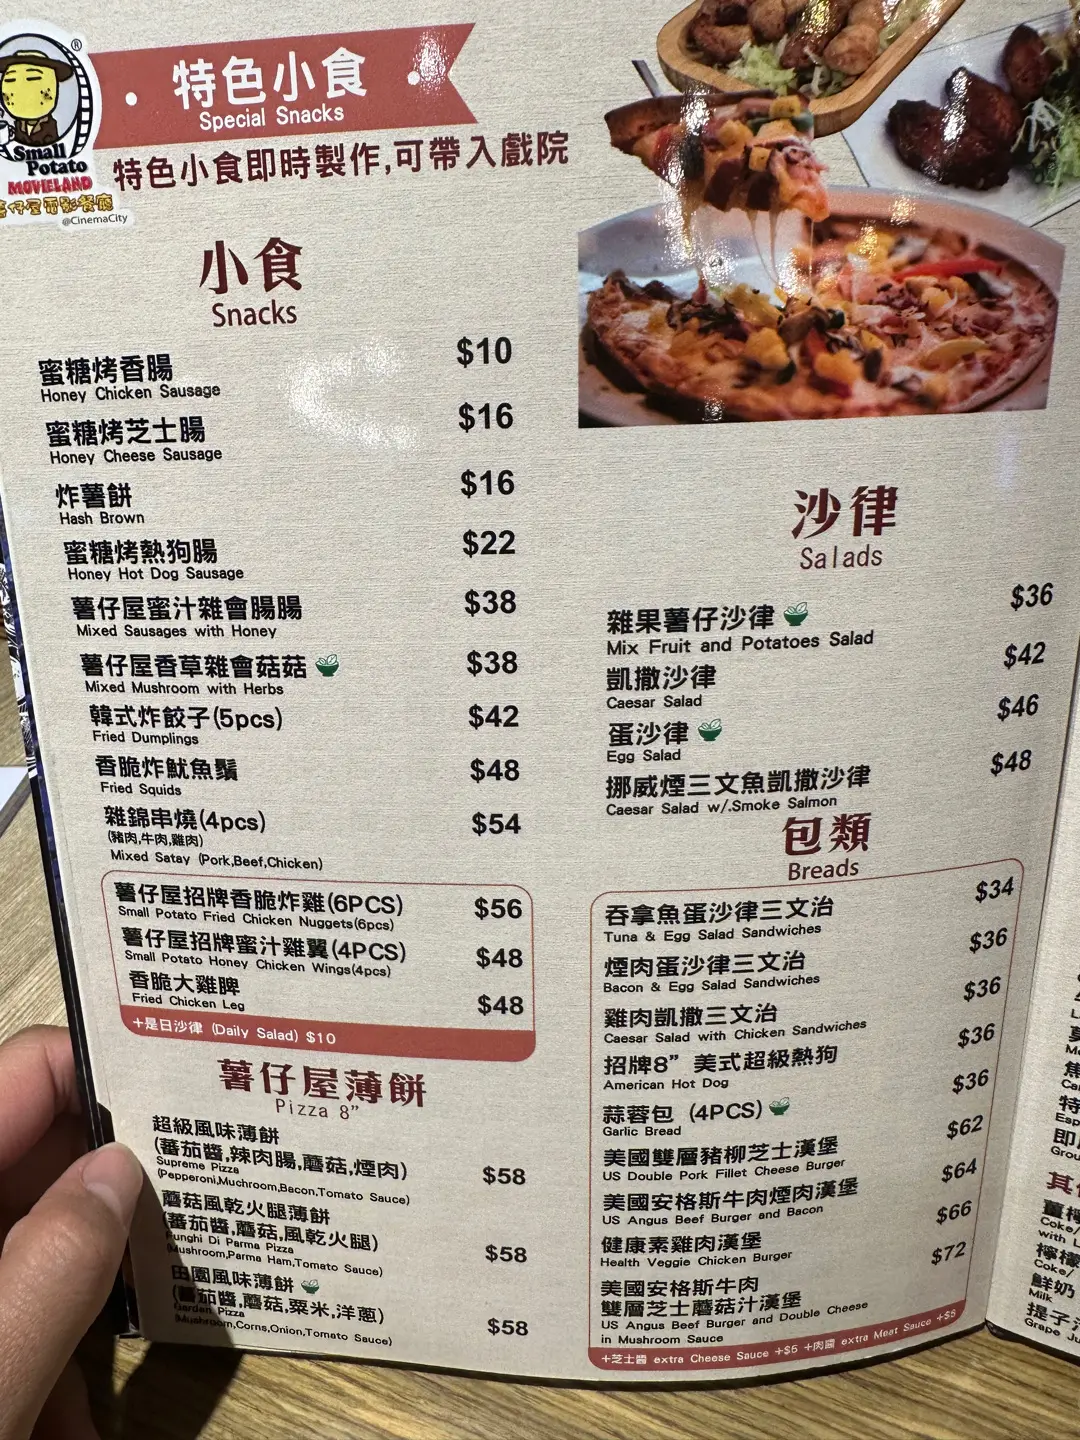 ®
Small
Potato
MOVIELAND
薯仔屋電影餐廳
@CinemaCity
特色小食
Special Snacks
特色小食即時製作,可帶入戲院
小食
Snacks
蜜糖烤香腸 $10
Honey Chicken Sausage
蜜糖烤芝士腸 $16
Honey Cheese Sausage
炸薯餅 $16
Hash Brown
蜜糖烤熱狗腸 $22
Honey Hot Dog Sausage
薯仔屋蜜汁雜會腸腸 $38
Mixed Sausages with Honey
薯仔屋香草雜會菇菇 $38
Mixed Mushroom with Herbs
韓式炸餃子(5pcs) $42
Fried Dumplings
香脆炸魷魚鬚 $48
Fried Squids
雜錦串燒(4pcs) $54
(豬肉,牛肉,雞肉)
Mixed Satay (Pork,Beef,Chicken)
薯仔屋招牌香脆炸雞(6PCS) $56
Small Potato Fried Chicken Nuggets(6pcs)
薯仔屋招牌蜜汁雞翼(4PCS) $48
Small Potato Honey Chicken Wings(4pcs)
香脆大雞髀 $48
Fried Chicken Leg
+是日沙律 (Daily Salad) $10
薯仔屋薄餅
Pizza 8"
超級風味薄餅
(蕃茄醬,辣肉腸,蘑菇,煙肉) $58
Supreme Pizza
(Pepperoni,Muchroom,Bacon,Tomato Sauce)
蘑菇風乾火腿薄餅
(蕃茄醬,蘑菇,風乾火腿) $58
Funghi Di Parma Pizza
(Mushroom,Parma Ham,Tomato Sauce)
田園風味薄餅
(蕃茄醬,蘑菇,粟米,洋蔥) $58
Garden Pizza
(Mushroom,Corns,Onion,Tomato Sauce)
沙律
Salads
雜果薯仔沙律 $36
Mix Fruit and Potatoes Salad
凱撒沙律 $42
Caesar Salad
蛋沙律 $46
Egg Salad
挪威煙三文魚凱撒沙律 $48
Caesar Salad w/.Smoke Salmon
包類
Breads
吞拿魚蛋沙律三文治 $34
Tuna & Egg Salad Sandwiches
煙肉蛋沙律三文治 $36
Bacon & Egg Salad Sandwiches
雞肉凱撒三文治 $36
Caesar Salad with Chicken Sandwiches
招牌8" 美式超級熱狗 $36
American Hot Dog
蒜蓉包 (4PCS) $36
Garlic Bread
美國雙層豬柳芝士漢堡 $62
US Double Pork Fillet Cheese Burger
美國安格斯牛肉煙肉漢堡 $64
US Angus Beef Burger and Bacon
健康素雞肉漢堡 $66
Health Veggie Chicken Burger
美國安格斯牛肉 $72
雙層芝士蘑菇汁漢堡
US Angus Beef Burger and Double Cheese
in Mushroom Sauce
+芝士醬 extra Cheese Sauce +$5 +肉醬 extra Meat Sauce +$8
焦
Car
特
Esp
即
Grou
其
薑檸
Coke/
with L
檸檬
Coke/
鮮奶
Milk
提子
Grape Ju